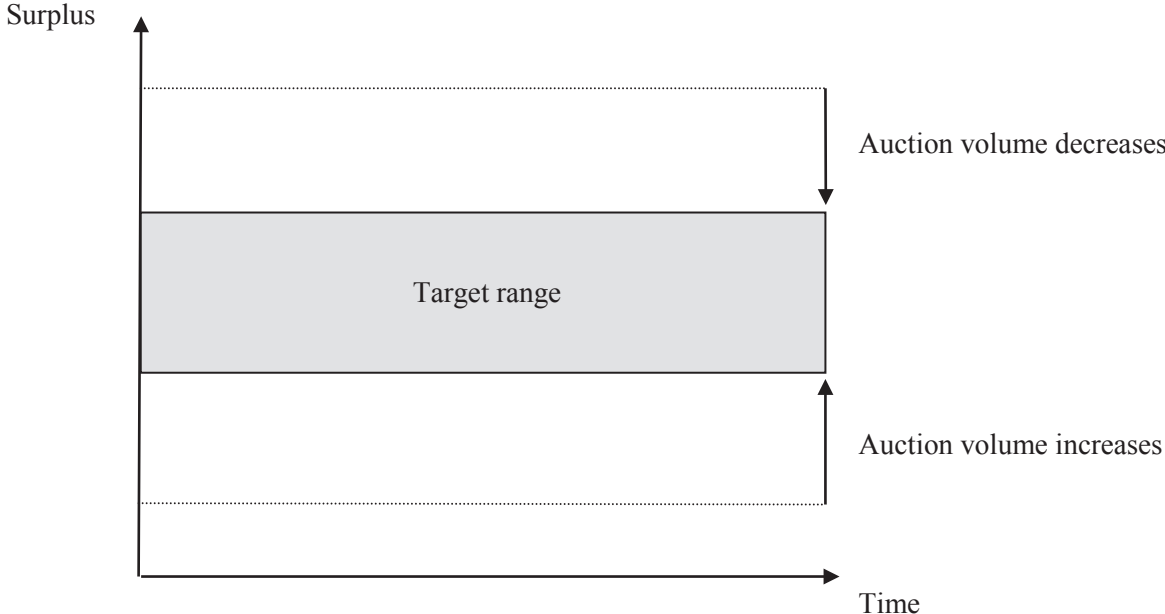 Surplus
Auction volume decreases
Target range
Auction volume increases
Time